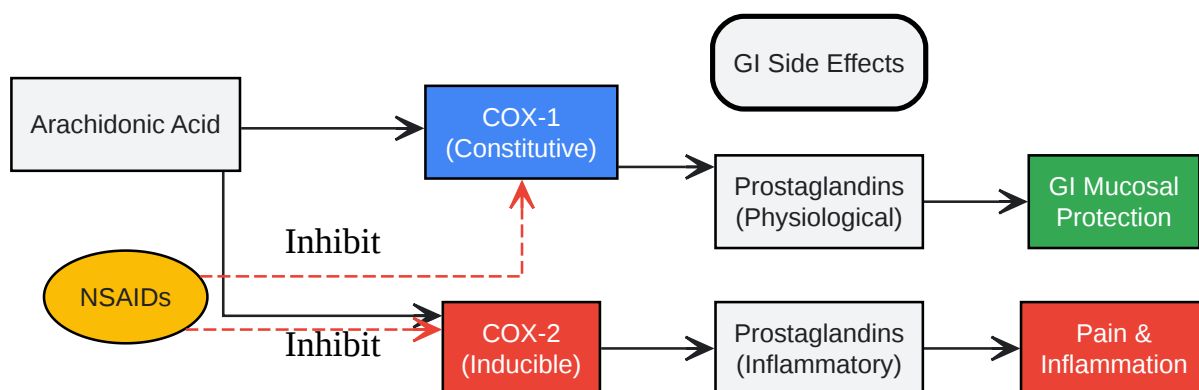 GI Side Effects
Arachidonic Acid
COX-1
(Constitutive)
Prostaglandins
(Physiological)
GI Mucosal
Protection
Inhibit
NSAIDs
Inhibit
COX-2
(Inducible)
Prostaglandins
(Inflammatory)
Pain &
Inflammation